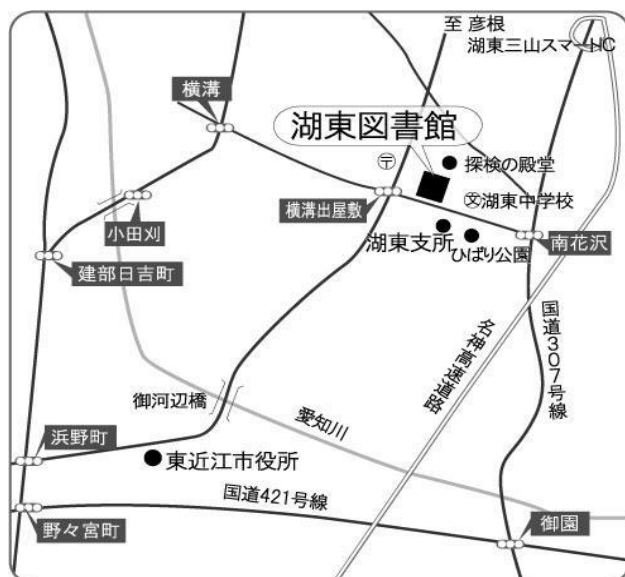 至 彦根
湖東三山スマートIC
横溝
湖東図書館
〒
探検の殿堂
文湖東中学校
横溝出屋敷
小田刈
湖東支所
ひばり公園
南花沢
建部日吉町
名神高速道路
国道307号線
御河辺橋
愛知川
浜野町
東近江市役所
国道421号線
野々宮町
御園